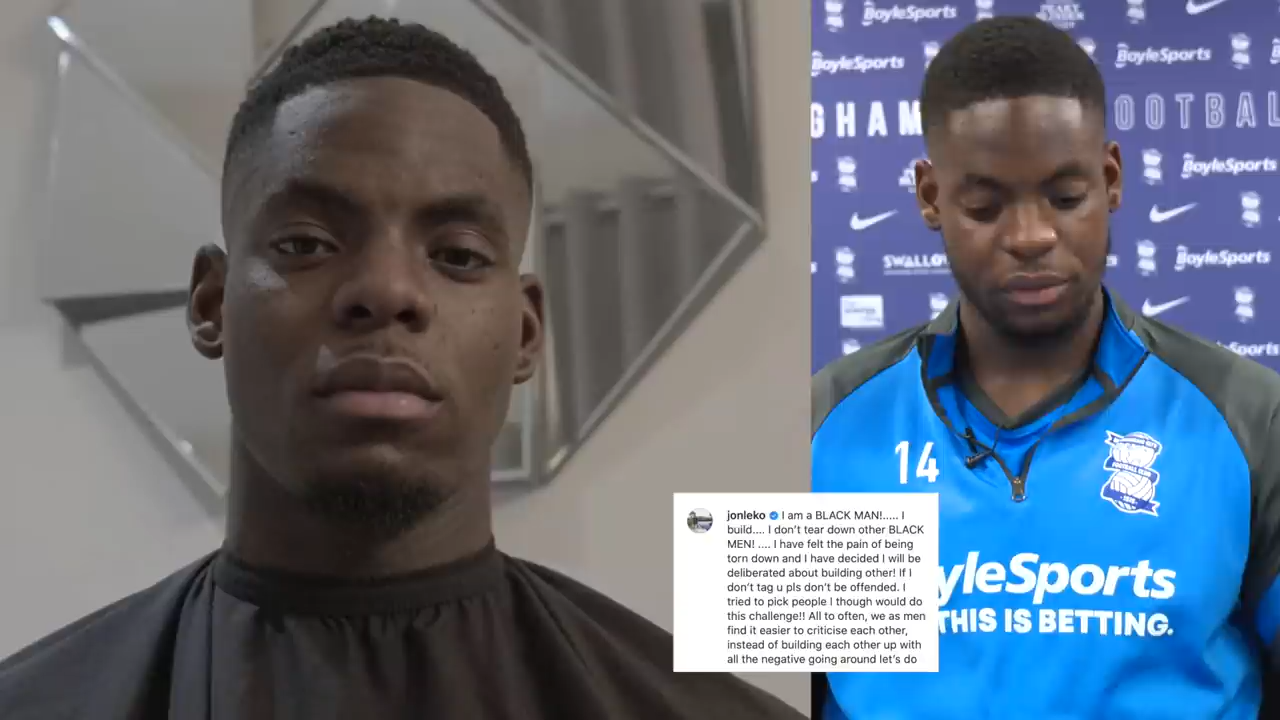 BoyleSports
BoyleSports
BoyleSports
GHAM
FOOTBAL
BoyleSports
SWALLOW
BoyleSports
14
FOOTBALL CLUB
1875
yleSports
THIS IS BETTING.
jonleko I am a BLACK MAN!..... I
build.... I don't tear down other BLACK
MEN! .... I have felt the pain of being
torn down and I have decided I will be
deliberated about building other! If I
don't tag u pls don't be offended. I
tried to pick people I though would do
this challenge!! All to often, we as men
find it easier to criticise each other,
instead of building each other up with
all the negative going around let's do